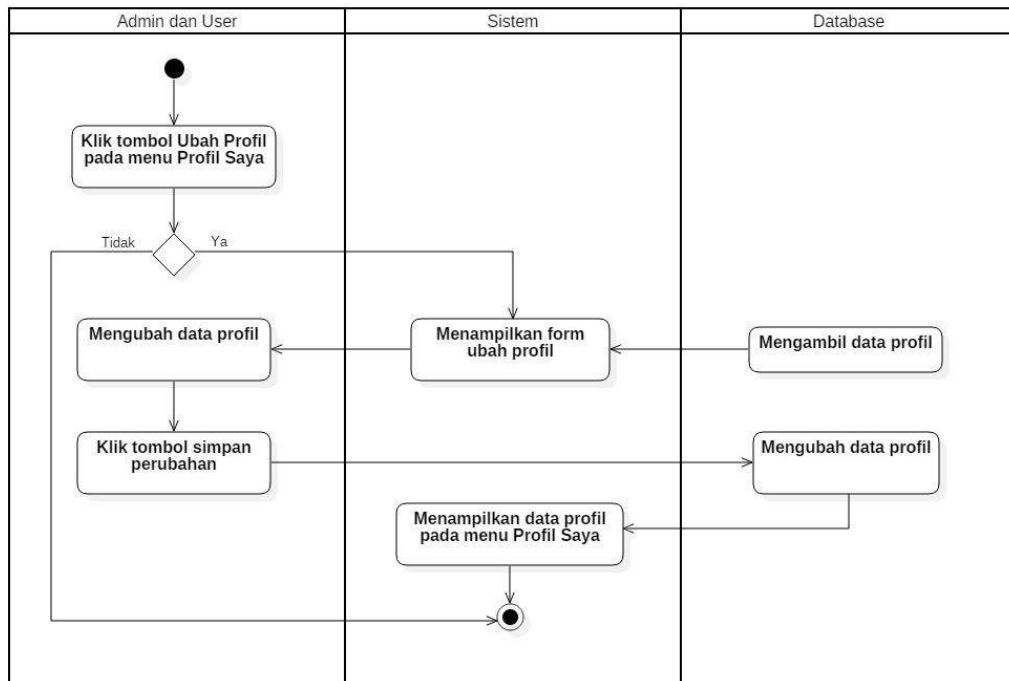 Admin dan User
Sistem
Database
Klik tombol Ubah Profil
pada menu Profil Saya
Tidak
Ya
Mengubah data profil
Menampilkan form
ubah profil
Mengambil data profil
Klik tombol simpan
perubahan
Mengubah data profil
Menampilkan data profil
pada menu Profil Saya